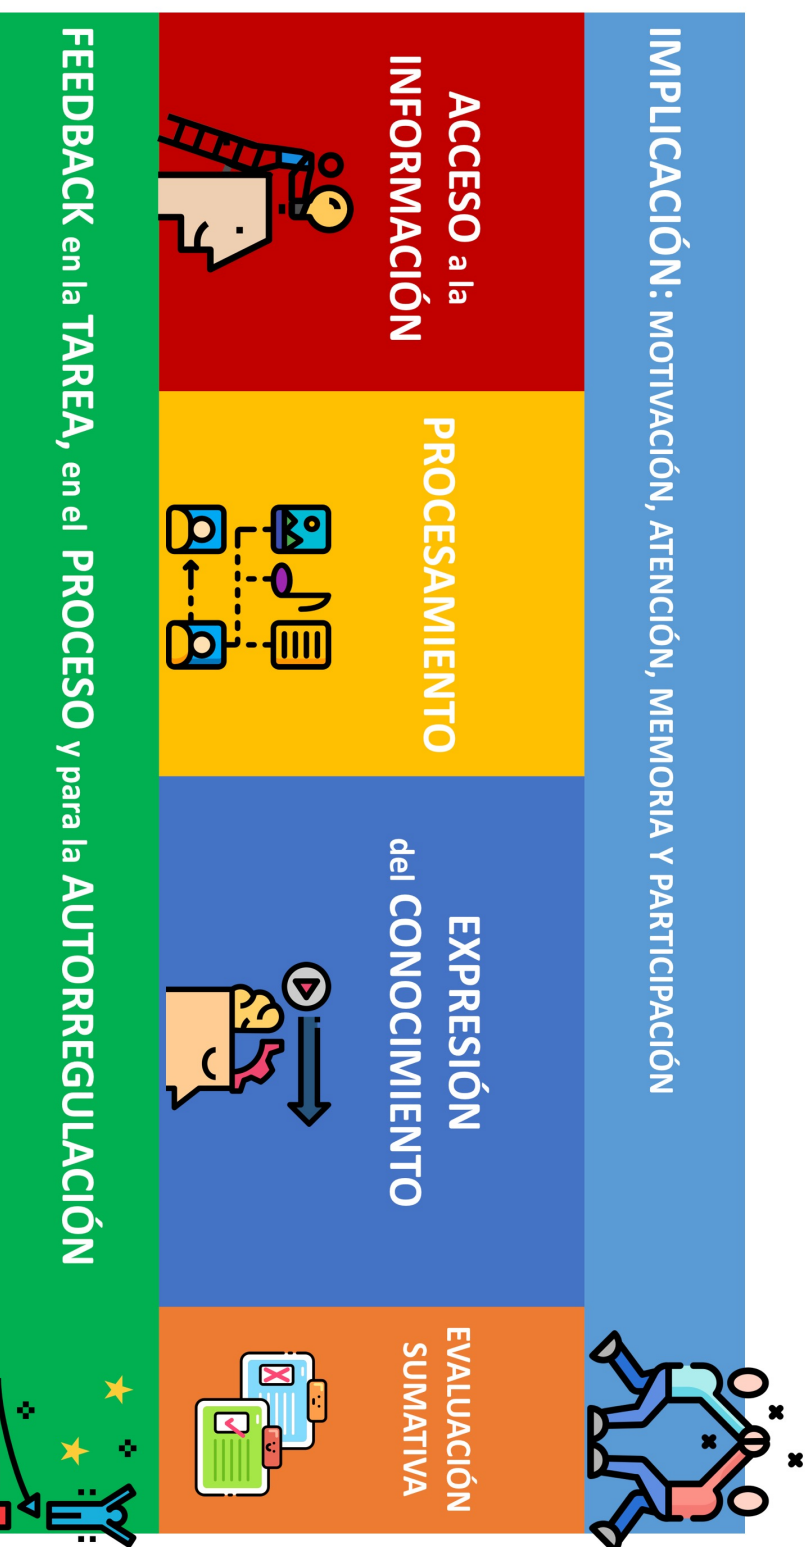 IMPLICACIÓN: MOTIVACIÓN, ATENCIÓN, MEMORIA Y PARTICIPACIÓN
ACCESO a la
INFORMACIÓN
PROCESAMIENTO
EXPRESIÓN
del CONOCIMIENTO
EVALUACIÓN
SUMATIVA
FEEDBACK en la TAREA, en el PROCESO y para la AUTORREGULACIÓN